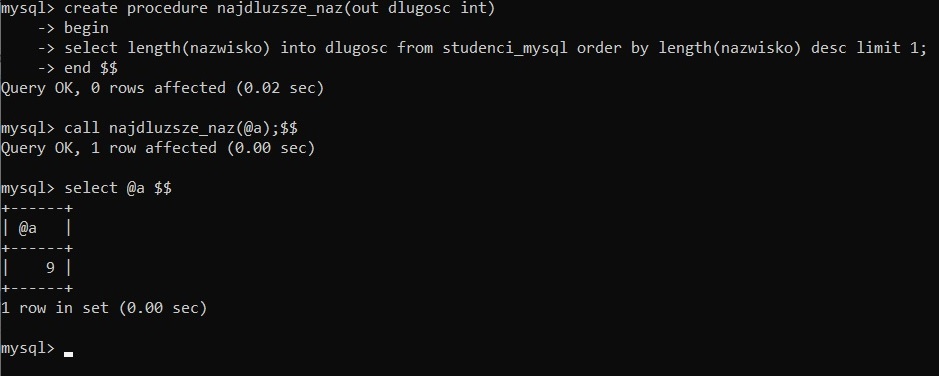 mysql> create procedure najdluzsze_naz(out dlugosc int)
    -> begin
    -> select length(nazwisko) into dlugosc from studenci_mysql order by length(nazwisko) desc limit 1;
    -> end $$
Query OK, 0 rows affected (0.02 sec)

mysql> call najdluzsze_naz(@a);$$
Query OK, 1 row affected (0.00 sec)

mysql> select @a $$
+------+
| @a   |
+------+
|    9 |
+------+
1 row in set (0.00 sec)

mysql>